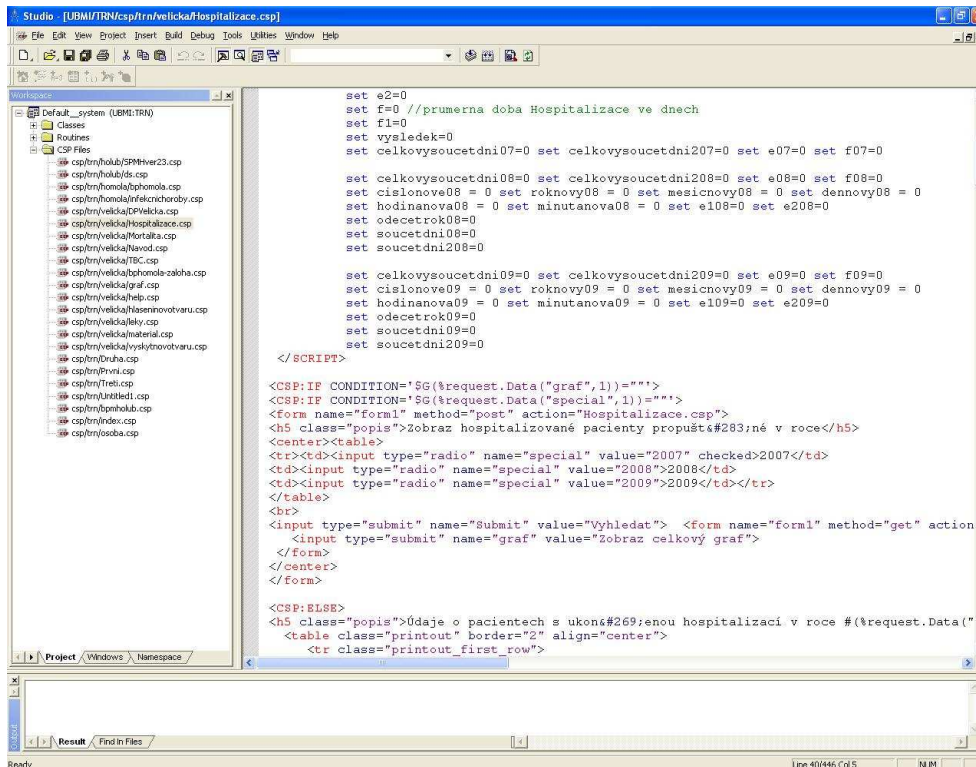 Studio - [UBMI/TRN/csp/trn/velicka/Hospitalizace.csp]
File Edit View Project Insert Build Debug Tools Utilities Window Help
Workspace
Default__system (UBMI:TRN)
Classes
Routines
CSP Files
csp/trn/holub/SPMHver23.csp
csp/trn/holub/ds.csp
csp/trn/homola/bphomola.csp
csp/trn/homola/infekcnichoroby.csp
csp/trn/velicka/DPVelicka.csp
csp/trn/velicka/Hospitalizace.csp
csp/trn/velicka/Mortalita.csp
csp/trn/velicka/Navod.csp
csp/trn/velicka/TBC.csp
csp/trn/velicka/bphomola-zaloha.csp
csp/trn/velicka/graf.csp
csp/trn/velicka/help.csp
csp/trn/velicka/hlaseninovotvaru.csp
csp/trn/velicka/leky.csp
csp/trn/velicka/material.csp
csp/trn/velicka/vyskytnovotvaru.csp
csp/trn/Druha.csp
csp/trn/Prvni.csp
csp/trn/Treti.csp
csp/trn/Untitled1.csp
csp/trn/bpmholub.csp
csp/trn/index.csp
csp/trn/osoba.csp
Project Windows Namespace
set e2=0
set f=0 //prumerna doba Hospitalizace ve dnech
set f1=0
set vysledek=0
set celkovysoucetdni07=0 set celkovysoucetdni207=0 set e07=0 set f07=0
set celkovysoucetdni08=0 set celkovysoucetdni208=0 set e08=0 set f08=0
set cislonove08 = 0 set roknovy08 = 0 set mesicnovy08 = 0 set dennovy08 = 0
set hodinanova08 = 0 set minutanova08 = 0 set e108=0 set e208=0
set odecetrok08=0
set soucetdni08=0
set soucetdni208=0
set celkovysoucetdni09=0 set celkovysoucetdni209=0 set e09=0 set f09=0
set cislonove09 = 0 set roknovy09 = 0 set mesicnovy09 = 0 set dennovy09 = 0
set hodinanova09 = 0 set minutanova09 = 0 set e109=0 set e209=0
set odecetrok09=0
set soucetdni09=0
set soucetdni209=0
</SCRIPT>
<CSP:IF CONDITION='$G(%request.Data("graf",1))=""'>
<CSP:IF CONDITION='$G(%request.Data("special",1))=""'>
<form name="form1" method="post" action="Hospitalizace.csp">
<h5 class="popis">Zobraz hospitalizované pacienty propušt&#283;né v roce</h5>
<center><table>
<tr><td><input type="radio" name="special" value="2007" checked>2007</td>
<td><input type="radio" name="special" value="2008">2008</td>
<td><input type="radio" name="special" value="2009">2009</td></tr>
</table>
<br>
<input type="submit" name="Submit" value="Vyhledat"> <form name="form1" method="get" action
<input type="submit" name="graf" value="Zobraz celkový graf">
</form>
</center>
</form>
<CSP:ELSE>
<h5 class="popis">Údaje o pacientech s ukon&#269;enou hospitalizací v roce #(%request.Data("
<table class="printout" border="2" align="center">
<tr class="printout_first_row">
Output
Result Find In Files
Ready
Line 40/446 Col 5
NUM